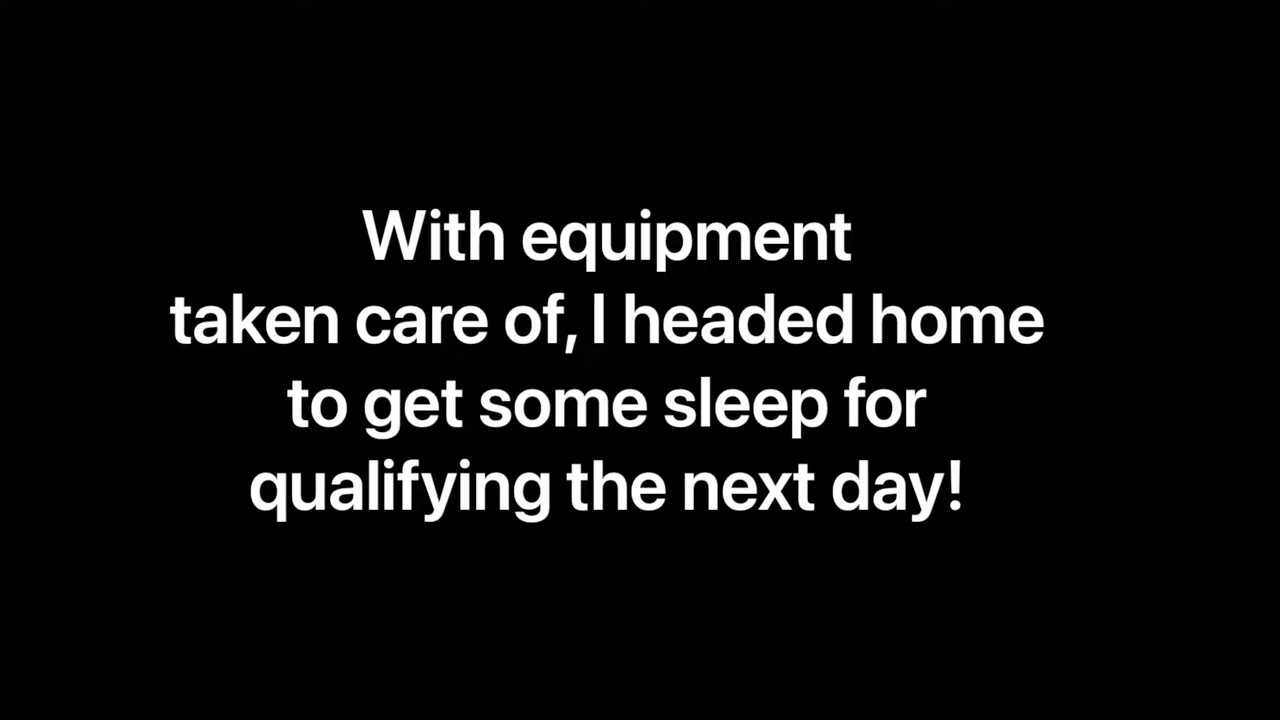 With equipment
taken care of, I headed home
to get some sleep for
qualifying the next day!